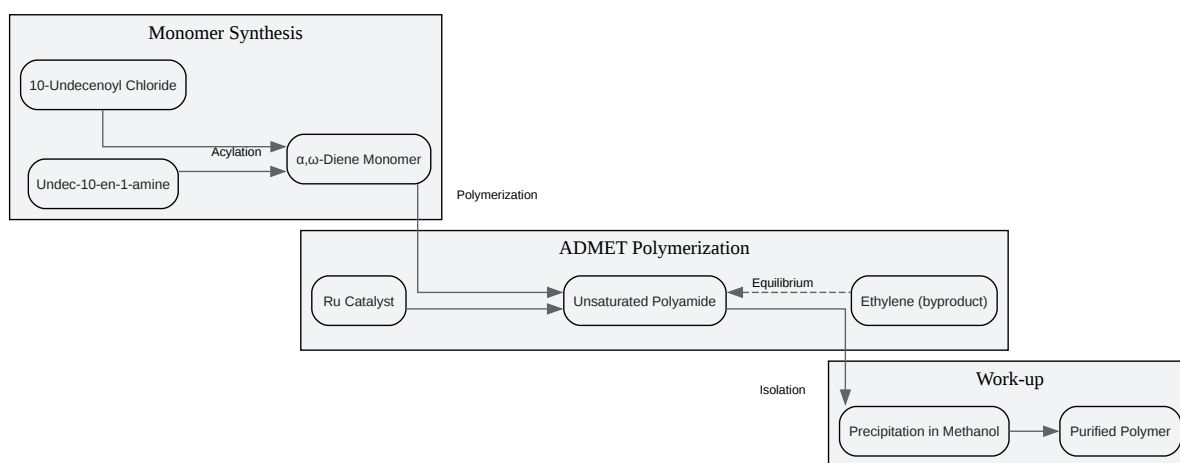 Monomer Synthesis
10-Undecenoyl Chloride
Acylation
α,ω-Diene Monomer
Undec-10-en-1-amine
Polymerization
ADMET Polymerization
Ru Catalyst
Unsaturated Polyamide
Equilibrium
Ethylene (byproduct)
Isolation
Work-up
Precipitation in Methanol
Purified Polymer